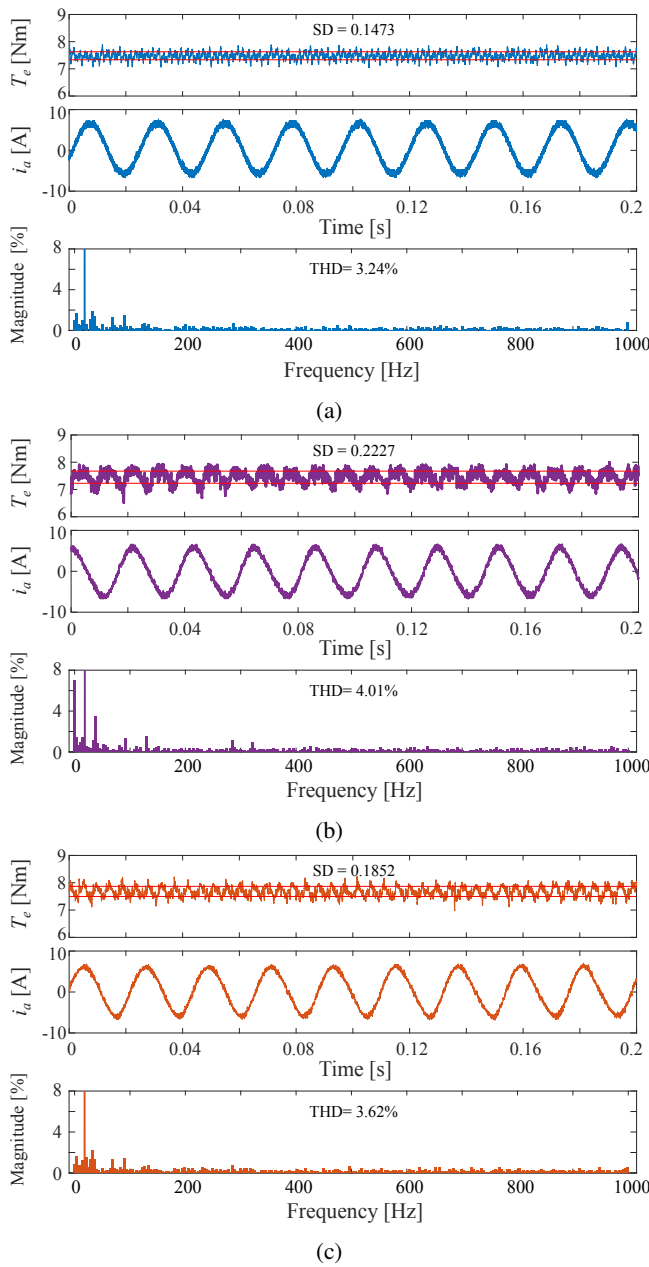 SD = 0.1473
T_e [Nm]
9
8
7
6
i_a [A]
10
0
-10
0 0.04 0.08 0.12 0.16 0.2
Time [s]
Magnitude [%]
8
4
0
THD= 3.24%
0 200 400 600 800 1000
Frequency [Hz]
(a)
SD = 0.2227
T_e [Nm]
9
8
7
6
i_a [A]
10
0
-10
0 0.04 0.08 0.12 0.16 0.2
Time [s]
Magnitude [%]
8
4
0
THD= 4.01%
0 200 400 600 800 1000
Frequency [Hz]
(b)
SD = 0.1852
T_e [Nm]
9
8
7
6
i_a [A]
10
0
-10
0 0.04 0.08 0.12 0.16 0.2
Time [s]
Magnitude [%]
8
4
0
THD= 3.62%
0 200 400 600 800 1000
Frequency [Hz]
(c)